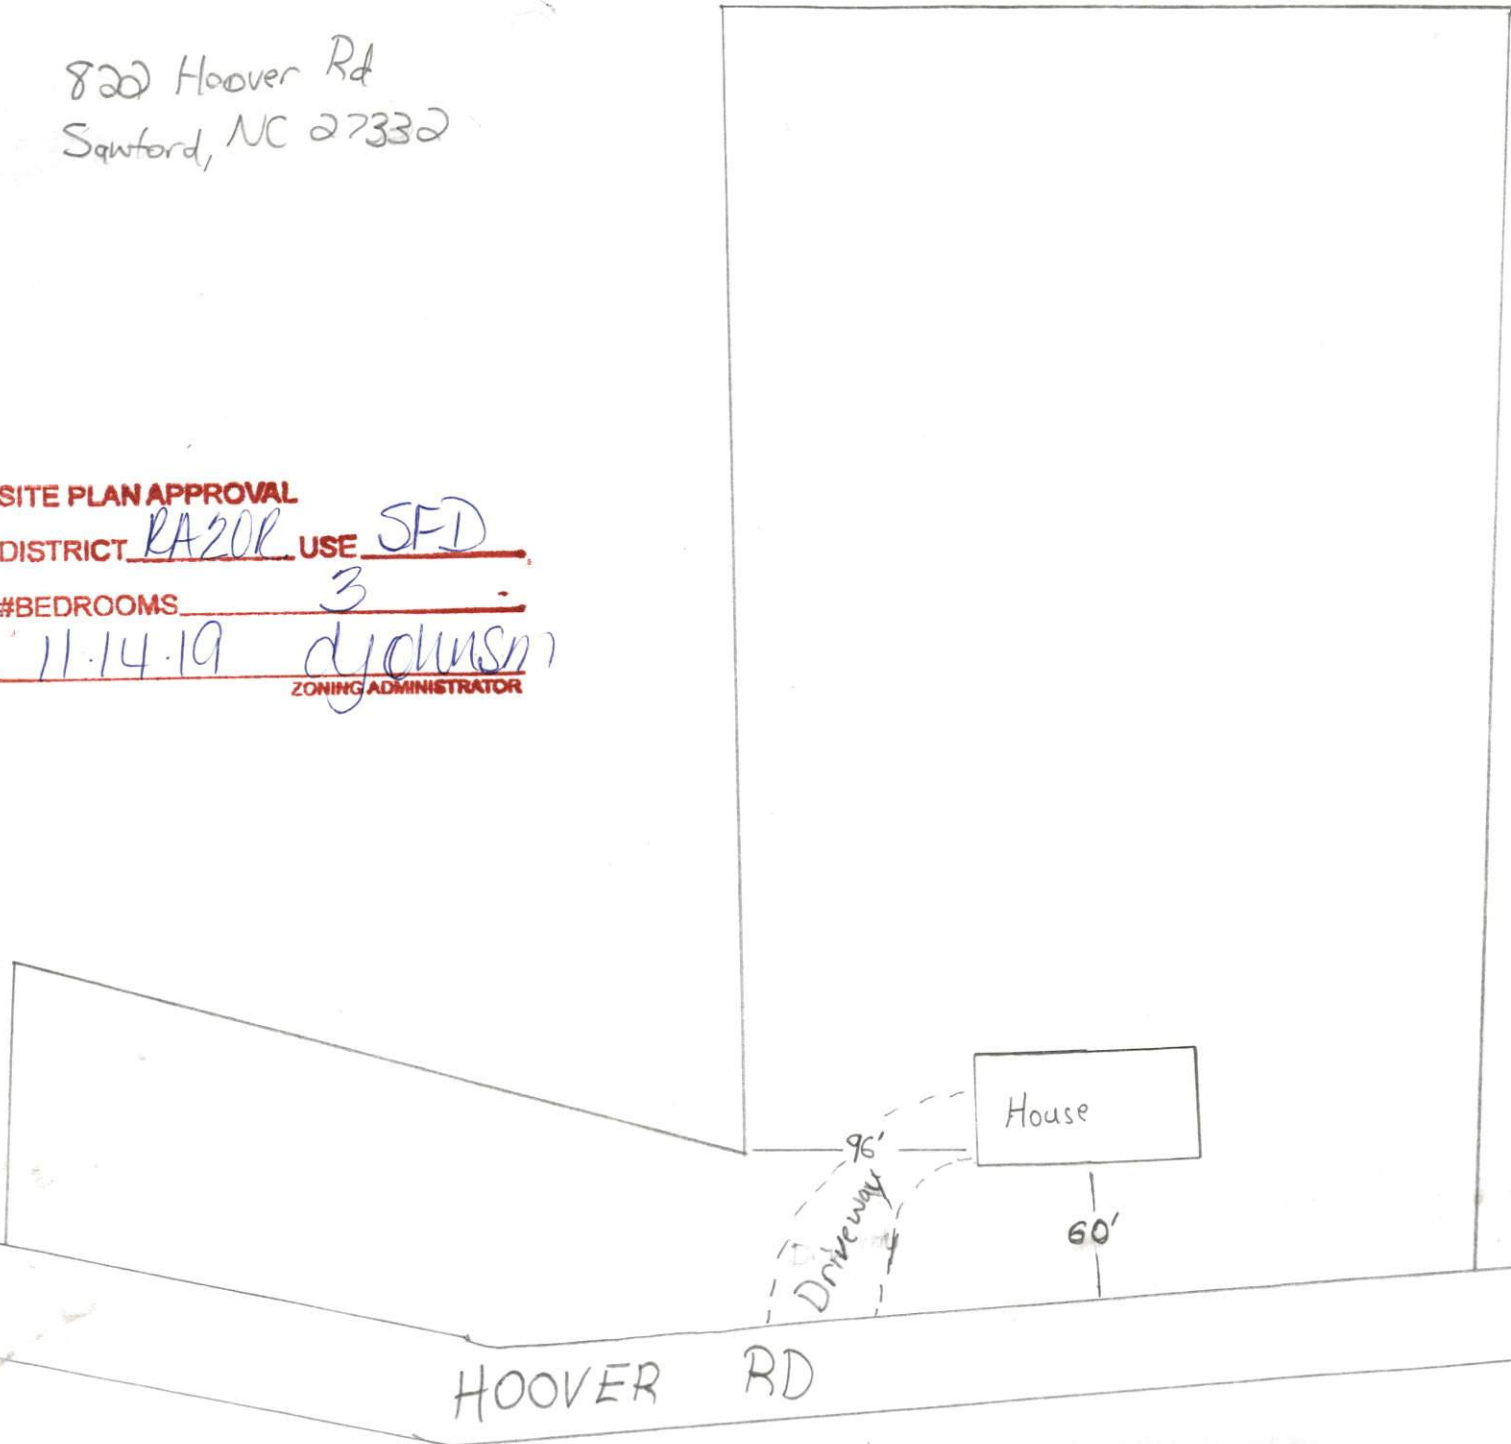 822 Hoover Rd
Sanford, NC 27332
SITE PLAN APPROVAL
DISTRICT RA20R USE SFD
#BEDROOMS 3
11.14.19 djohnson
ZONING ADMINISTRATOR
House
96'
Driveway
60'
HOOVER RD